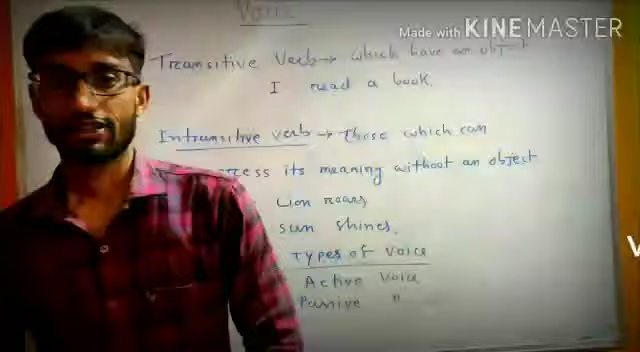 Voice
Made with KINEMASTER
Transitive Verb → which have an object
I read a book.
Intransitive verb → Those which can
express its meaning without an object
Lion roars
sun shines.
V
Types of voice
Active voice
Passive "